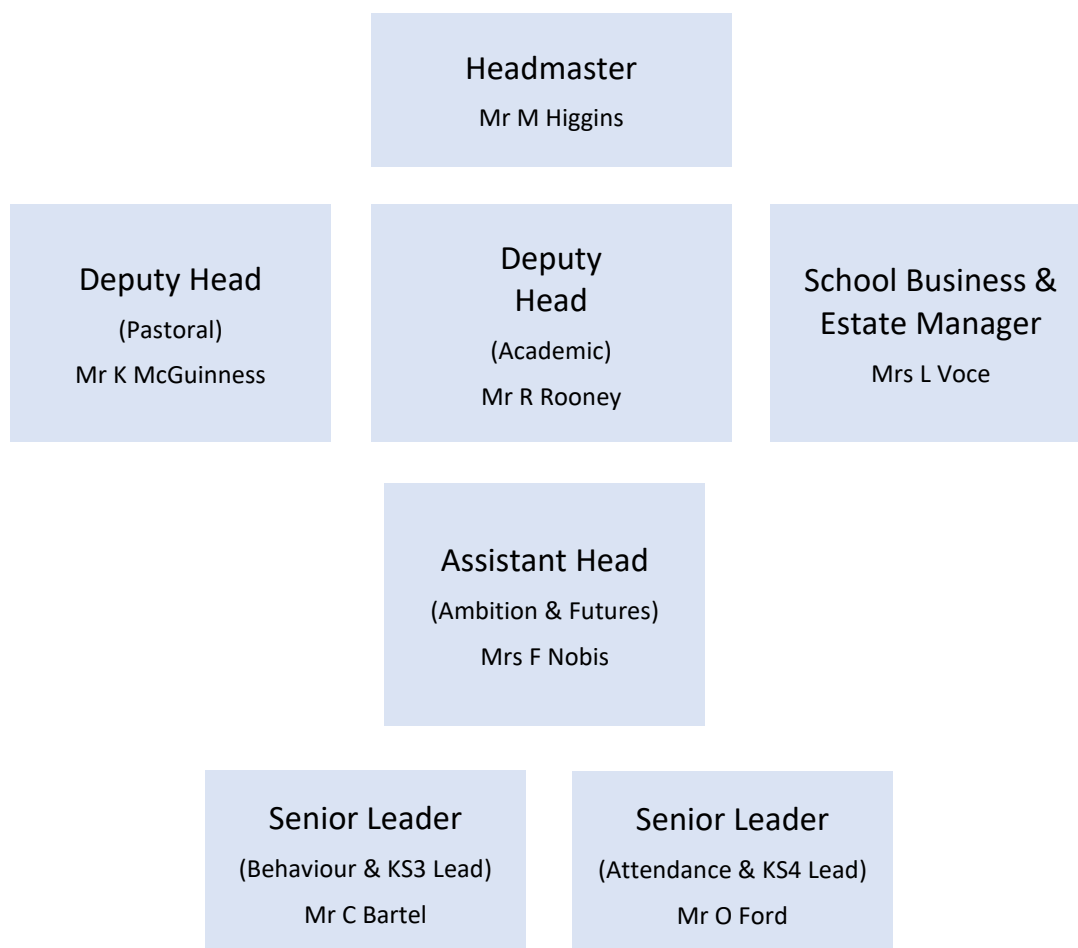 Headmaster
Mr M Higgins
Deputy Head
(Pastoral)
Mr K McGuinness
Deputy
Head
(Academic)
Mr R Rooney
School Business &
Estate Manager
Mrs L Voce
Assistant Head
(Ambition & Futures)
Mrs F Nobis
Senior Leader
(Behaviour & KS3 Lead)
Mr C Bartel
Senior Leader
(Attendance & KS4 Lead)
Mr O Ford